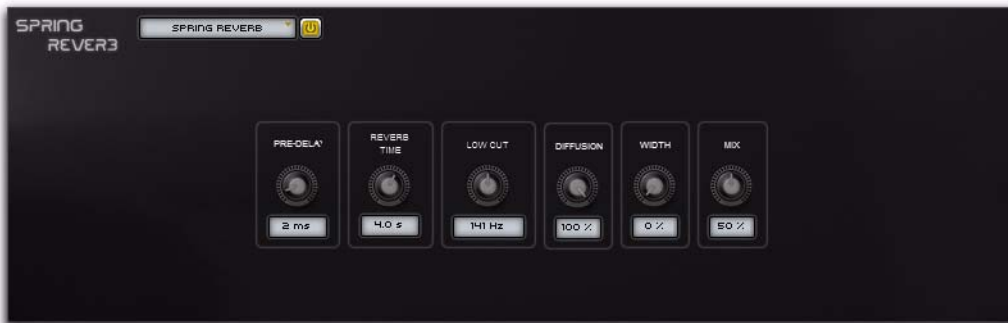 SPRING
REVER3
SPRING REVERB
PRE-DELAY
REVERB
TIME
LOW CUT
DIFFUSION
WIDTH
MIX
2 ms
4.0 s
141 Hz
100 %
0 %
50 %